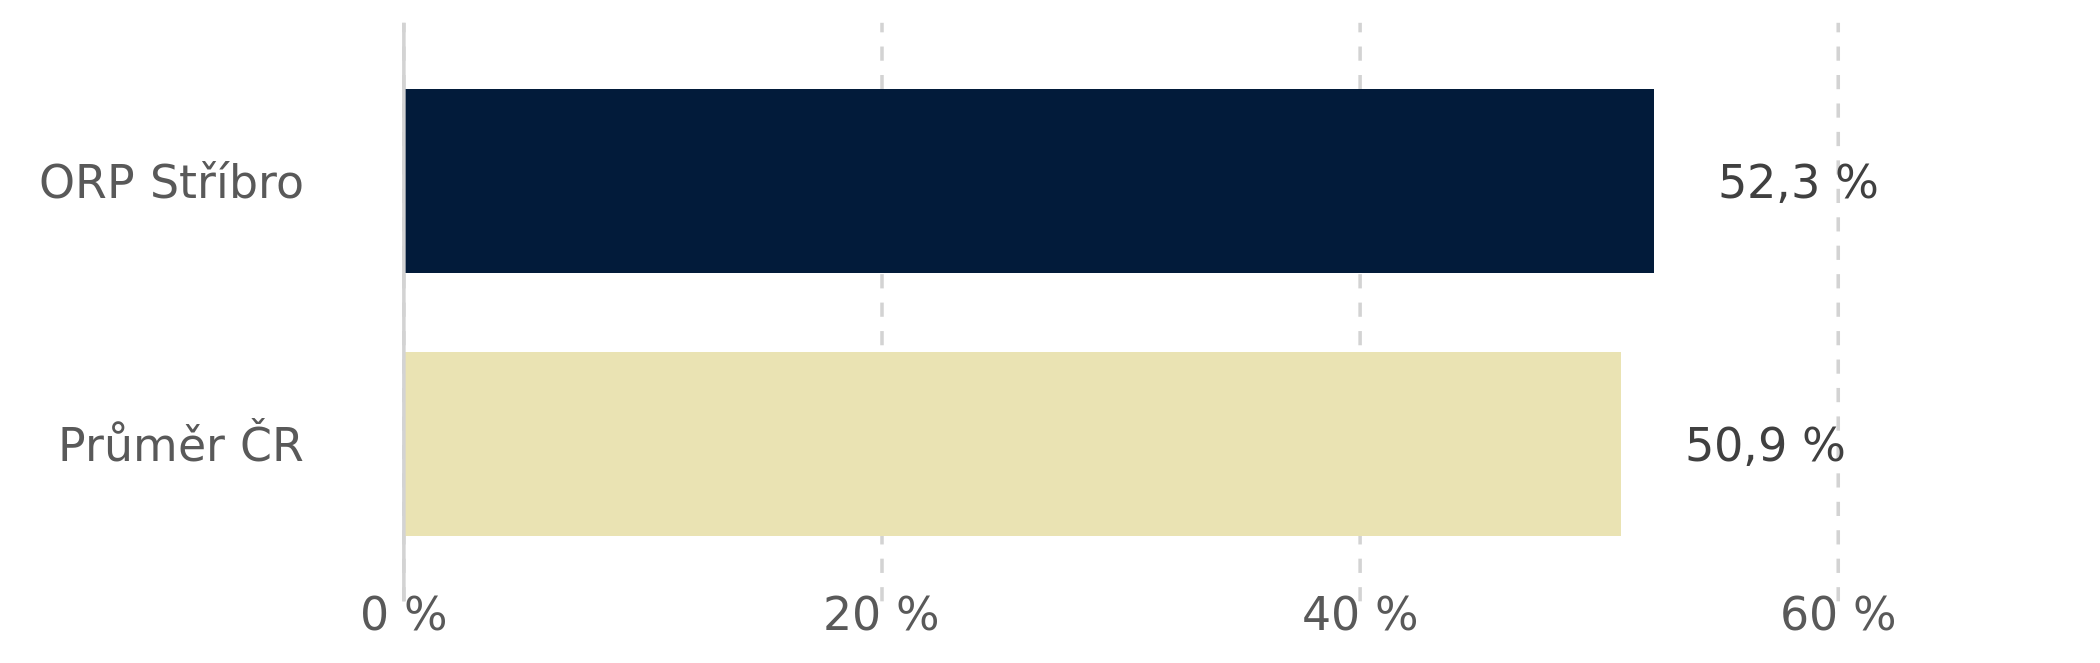 ORP Stříbro 52,3 %
Průměr ČR 50,9 %
0 % 20 % 40 % 60 %